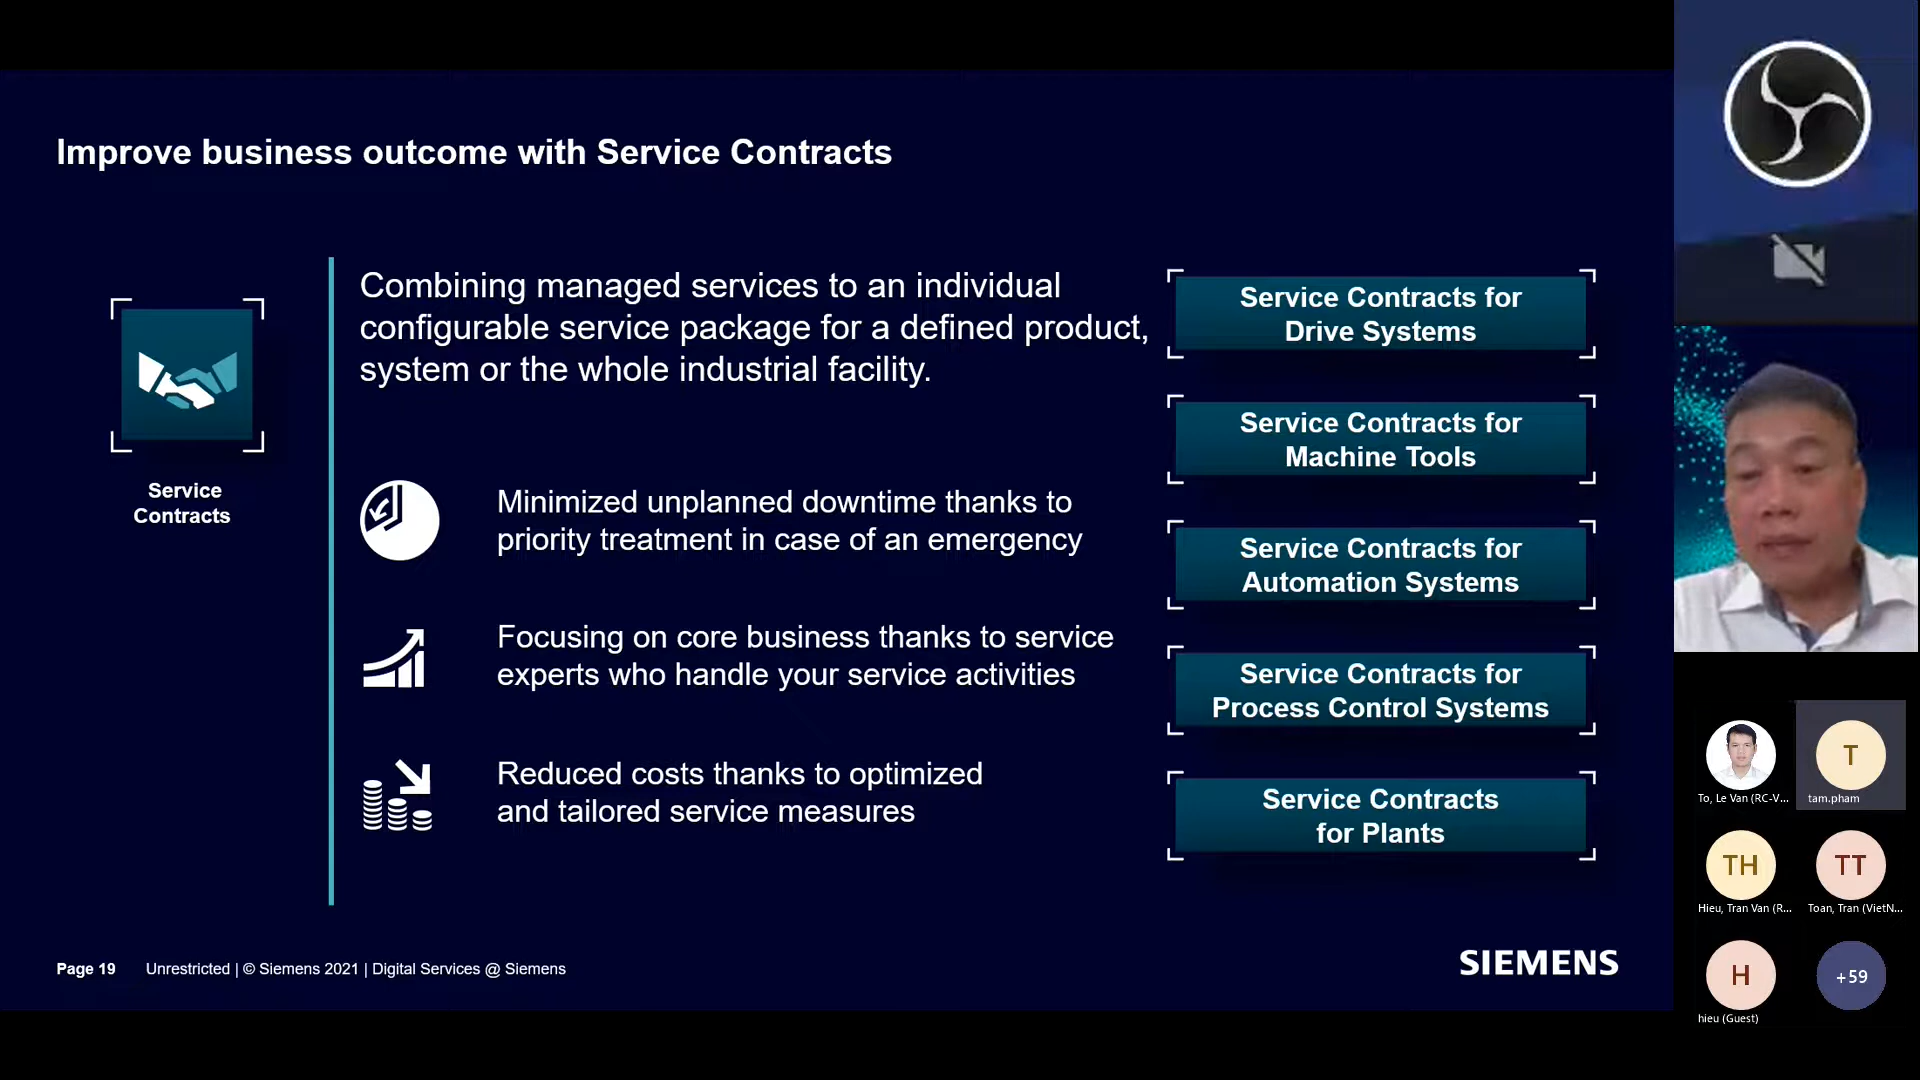 Improve business outcome with Service Contracts
Service
Contracts
Combining managed services to an individual
configurable service package for a defined product,
system or the whole industrial facility.
Minimized unplanned downtime thanks to
priority treatment in case of an emergency
Focusing on core business thanks to service
experts who handle your service activities
Reduced costs thanks to optimized
and tailored service measures
Service Contracts for
Drive Systems
Service Contracts for
Machine Tools
Service Contracts for
Automation Systems
Service Contracts for
Process Control Systems
Service Contracts
for Plants
Page 19 Unrestricted | © Siemens 2021 | Digital Services @ Siemens
SIEMENS
To, Le Van (RC-V...
T
tam.pham
TH
Hieu, Tran Van (R...
TT
Toan, Tran (VietN...
H
hieu (Guest)
+59